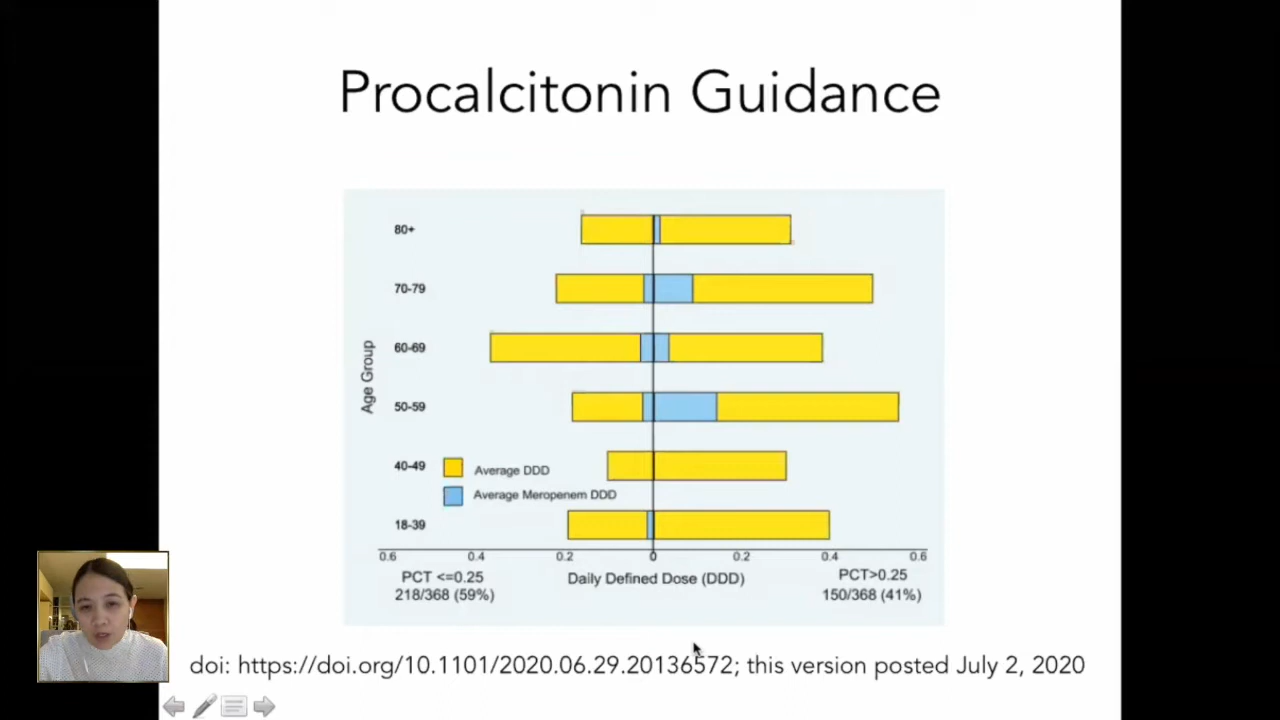 Procalcitonin Guidance
80+
70-79
60-69
50-59
40-49
18-39
Age Group
Average DDD
Average Meropenem DDD
0.6 0.4 0.2 0 0.2 0.4 0.6
PCT <=0.25
218/368 (59%)
Daily Defined Dose (DDD)
PCT>0.25
150/368 (41%)
doi: https://doi.org/10.1101/2020.06.29.20136572; this version posted July 2, 2020